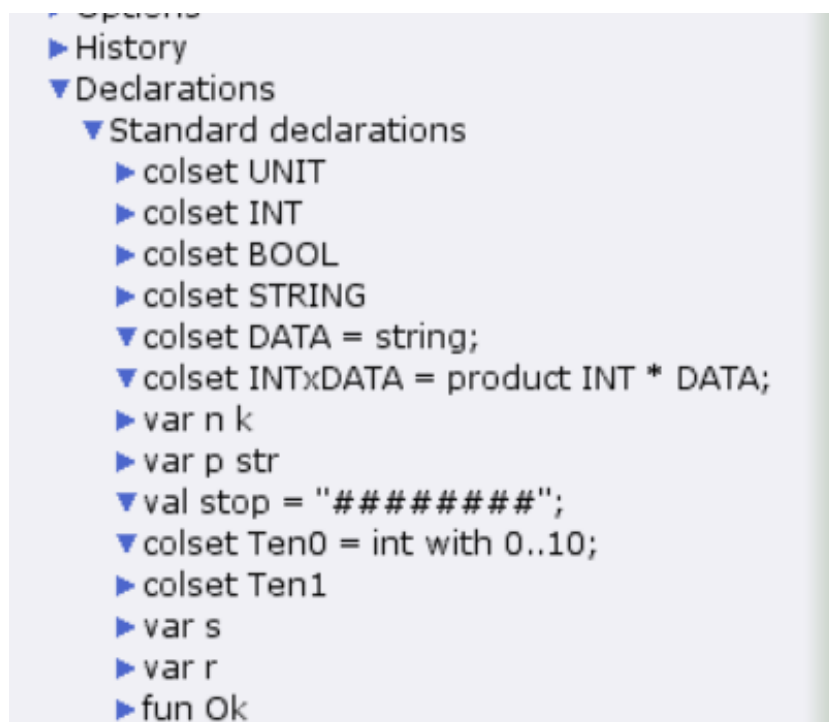 Options
History
Declarations
Standard declarations
colset UNIT
colset INT
colset BOOL
colset STRING
colset DATA = string;
colset INTxDATA = product INT * DATA;
var n k
var p str
val stop = "########";
colset Ten0 = int with 0..10;
colset Ten1
var s
var r
fun Ok